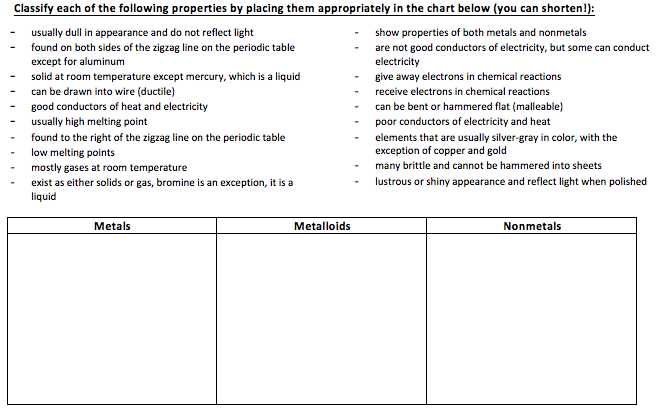 Classify each of the following properties by placing them appropriately in the chart below (you can shorten!):
- usually dull in appearance and do not reflect light
- found on both sides of the zigzag line on the periodic table
except for aluminum
- solid at room temperature except mercury, which is a liquid
- can be drawn into wire (ductile)
- good conductors of heat and electricity
- usually high melting point
- found to the right of the zigzag line on the periodic table
- low melting points
- mostly gases at room temperature
- exist as either solids or gas, bromine is an exception, it is a
liquid
- show properties of both metals and nonmetals
- are not good conductors of electricity, but some can conduct
electricity
- give away electrons in chemical reactions
- receive electrons in chemical reactions
- can be bent or hammered flat (malleable)
- poor conductors of electricity and heat
- elements that are usually silver-gray in color, with the
exception of copper and gold
- many brittle and cannot be hammered into sheets
- lustrous or shiny appearance and reflect light when polished
Metals
Metalloids
Nonmetals